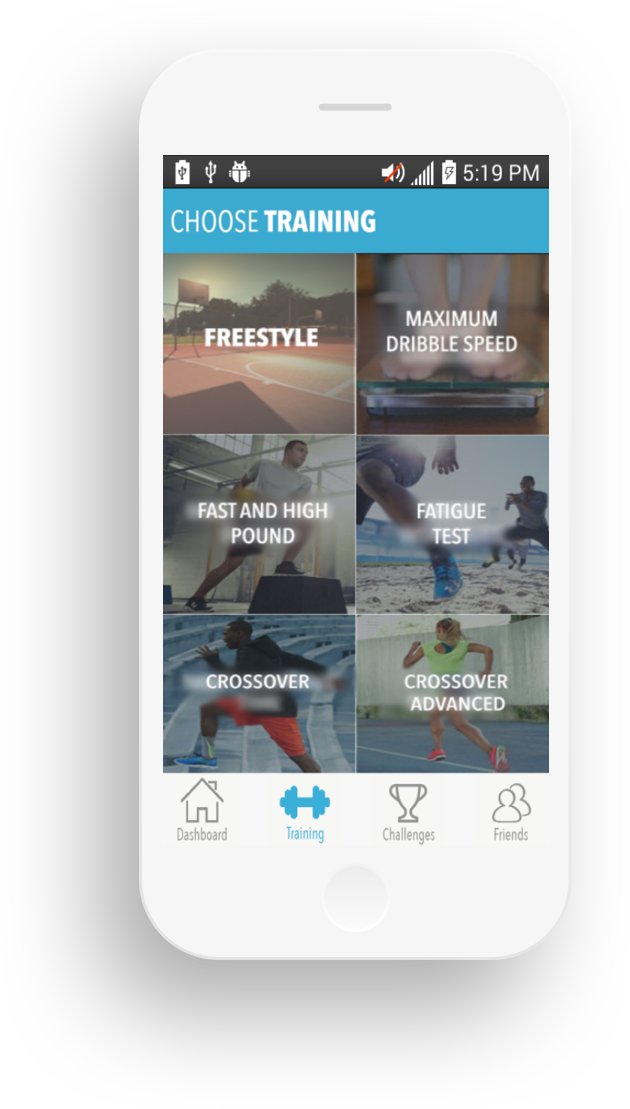 5:19 PM
CHOOSE TRAINING
FREESTYLE
MAXIMUM
DRIBBLE SPEED
FAST AND HIGH
POUND
FATIGUE
TEST
CROSSOVER
CROSSOVER
ADVANCED
Dashboard
Training
Challenges
Friends